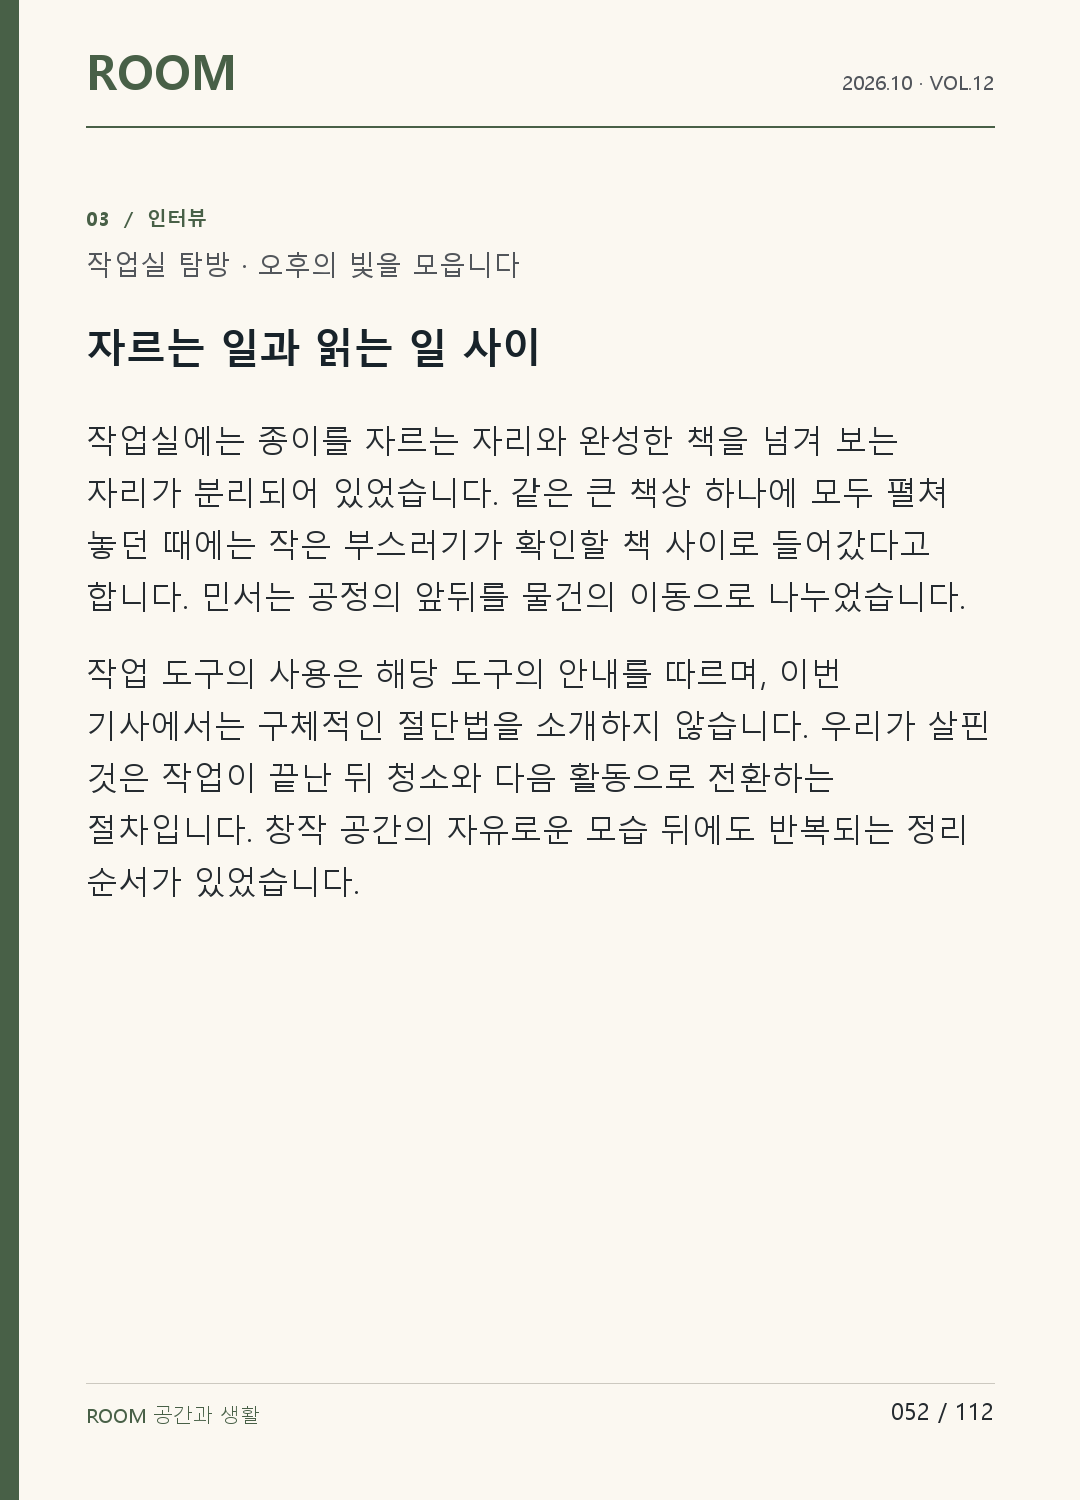 ROOM
2026.10 · VOL.12
03 / 인터뷰
작업실 탐방 · 오후의 빛을 모읍니다
자르는 일과 읽는 일 사이
작업실에는 종이를 자르는 자리와 완성한 책을 넘겨 보는
자리가 분리되어 있었습니다. 같은 큰 책상 하나에 모두 펼쳐
놓던 때에는 작은 부스러기가 확인할 책 사이로 들어갔다고
합니다. 민서는 공정의 앞뒤를 물건의 이동으로 나누었습니다.
작업 도구의 사용은 해당 도구의 안내를 따르며, 이번
기사에서는 구체적인 절단법을 소개하지 않습니다. 우리가 살핀
것은 작업이 끝난 뒤 청소와 다음 활동으로 전환하는
절차입니다. 창작 공간의 자유로운 모습 뒤에도 반복되는 정리
순서가 있었습니다.
ROOM 공간과 생활
052 / 112